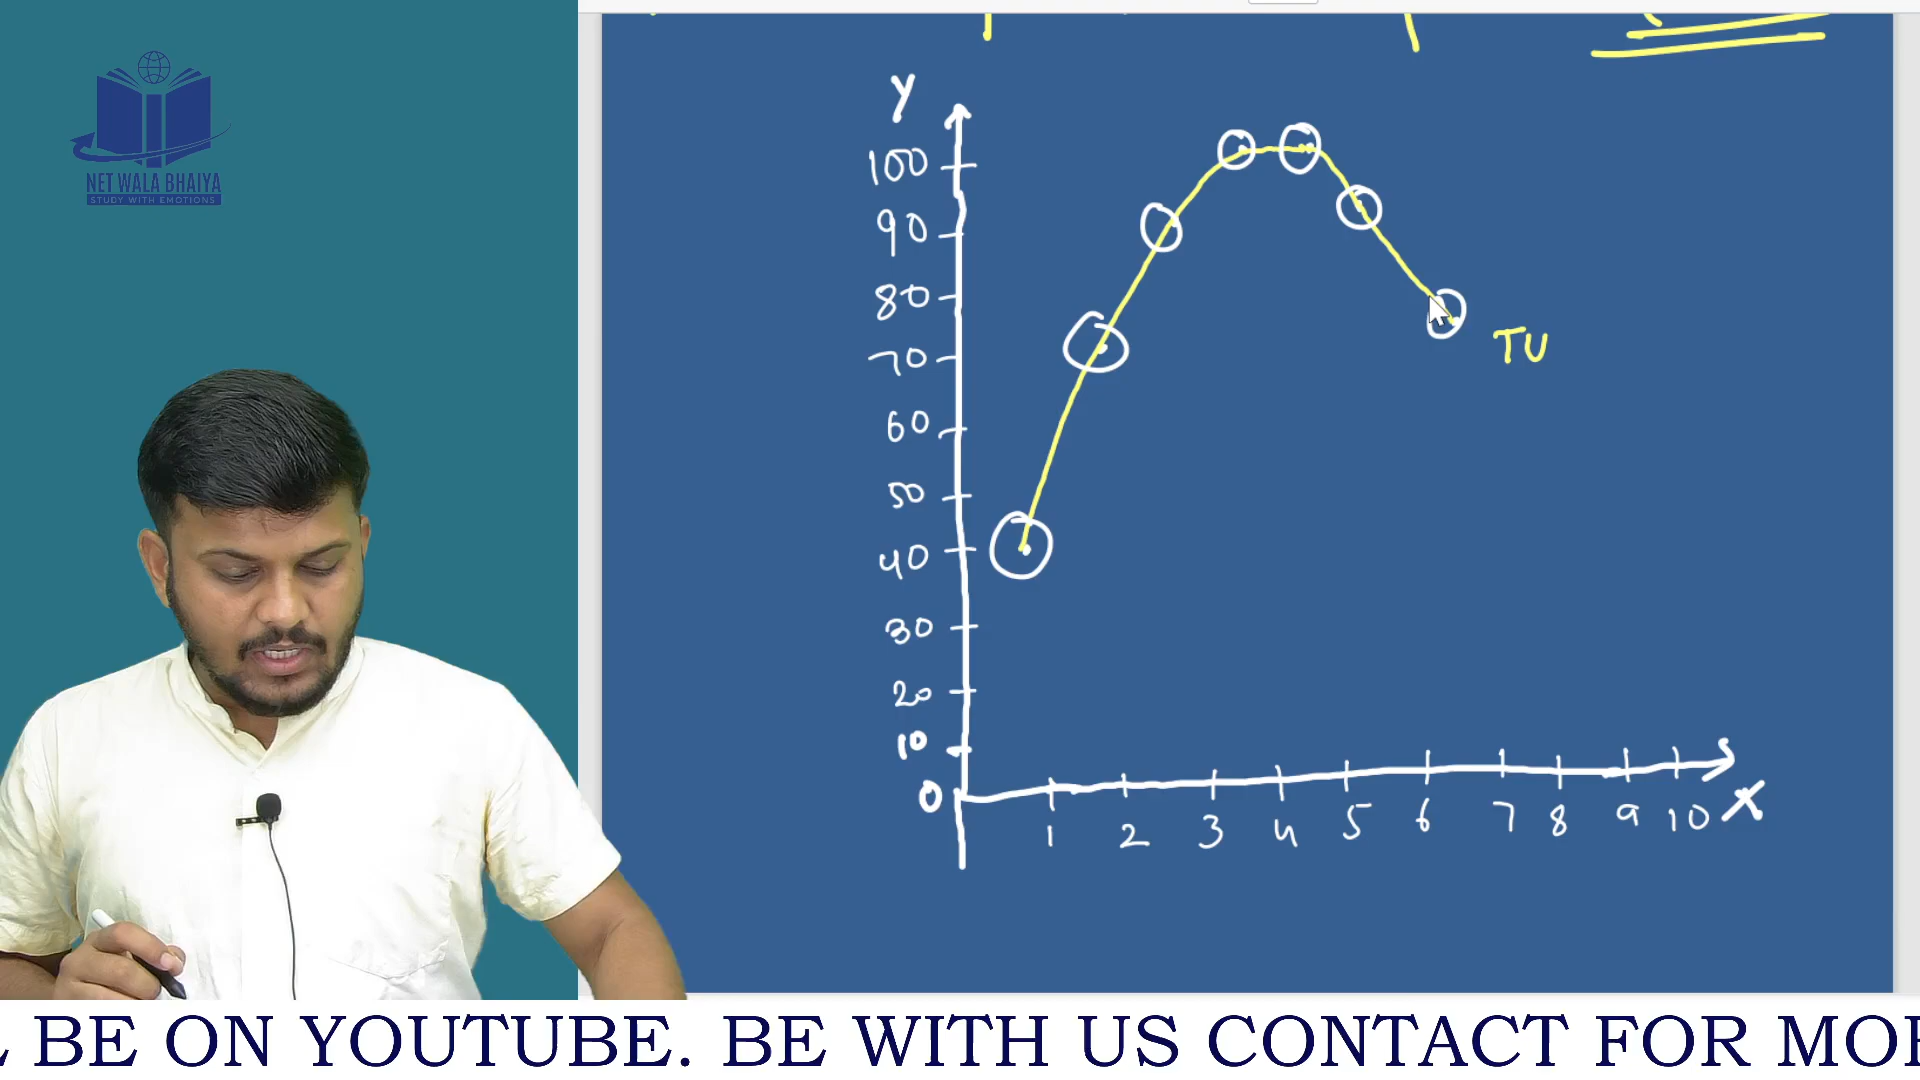 NET WALA BHAIYA
STUDY WITH EMOTIONS
Y
100
90
80
70
60
50
40
30
20
10
0
TU
1 2 3 4 5 6 7 8 9 10 X
BE ON YOUTUBE. BE WITH US CONTACT FOR